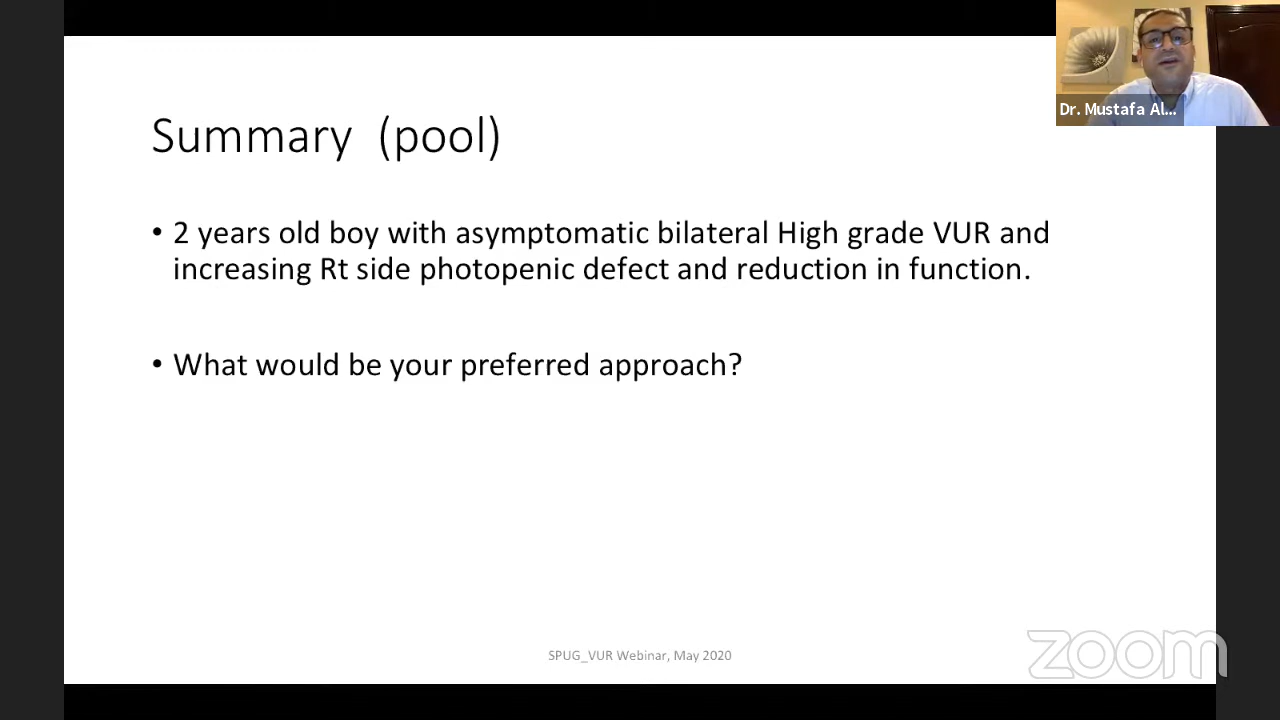 Dr. Mustafa Al...
Summary (pool)
• 2 years old boy with asymptomatic bilateral High grade VUR and
increasing Rt side photopenic defect and reduction in function.
• What would be your preferred approach?
SPUG_VUR Webinar, May 2020
zoom